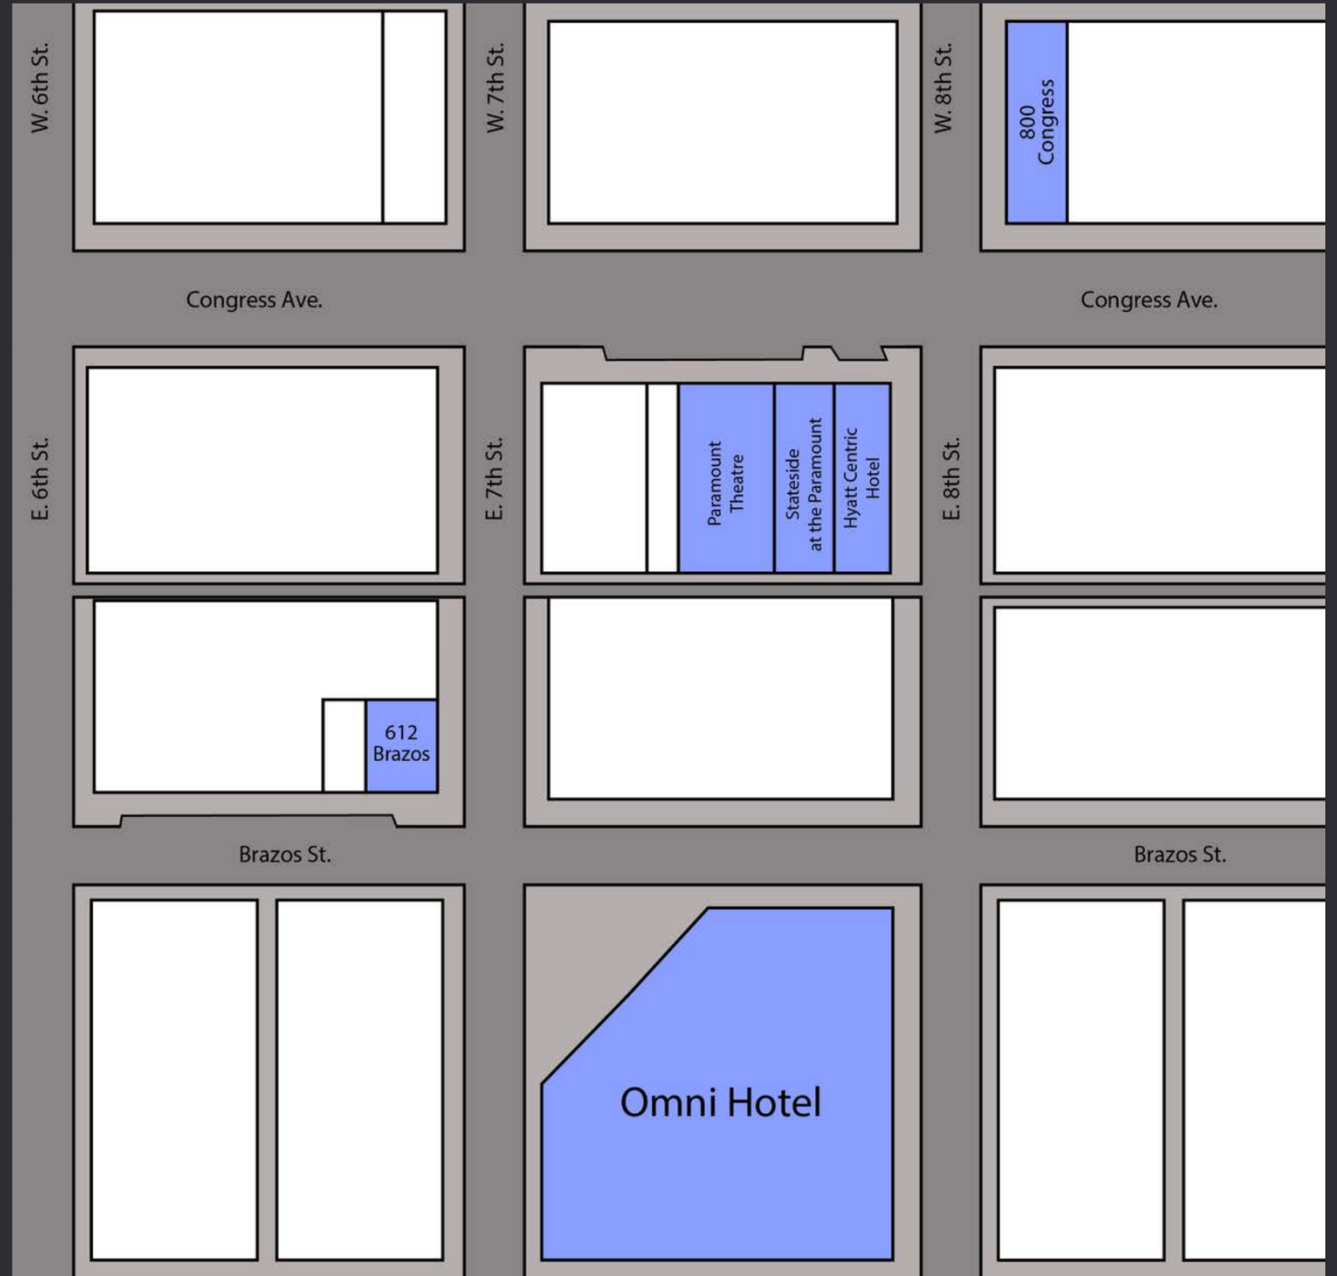 W. 6th St.
W. 7th St.
W. 8th St.
800
Congress
Congress Ave.
Congress Ave.
E. 6th St.
E. 7th St.
Paramount
Theatre
Stateside
at the Paramount
Hyatt Centric
Hotel
E. 8th St.
612
Brazos
Brazos St.
Brazos St.
Omni Hotel